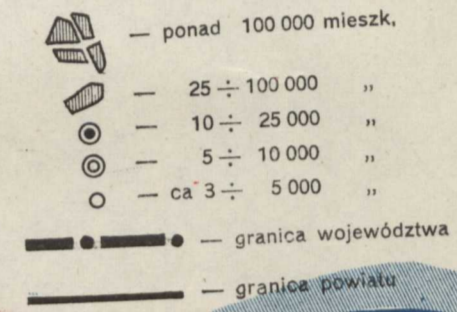 — ponad 100 000 mieszk,
— 25 ÷ 100 000 „
— 10 ÷ 25 000 „
— 5 ÷ 10 000 „
— ca 3 ÷ 5 000 „
— granica województwa
— granica powiatu